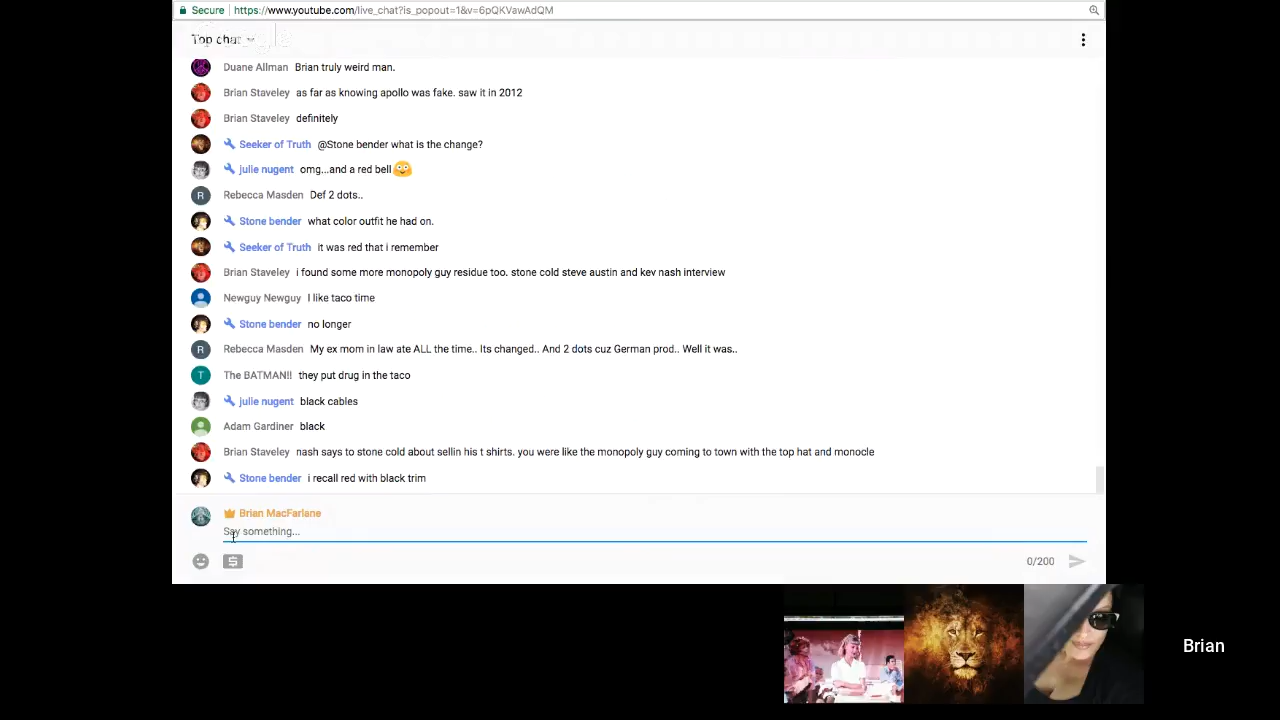 Secure https://www.youtube.com/live_chat?is_popout=1&v=6pQKVawAdQM
Top chat
Duane Allman Brian truly weird man.
Brian Staveley as far as knowing apollo was fake. saw it in 2012
Brian Staveley definitely
Seeker of Truth @Stone bender what is the change?
julie nugent omg,..and a red bell
R Rebecca Masden Def 2 dots..
Stone bender what color outfit he had on.
Seeker of Truth it was red that i remember
Brian Staveley i found some more monopoly guy residue too. stone cold steve austin and kev nash interview
Newguy Newguy I like taco time
Stone bender no longer
R Rebecca Masden My ex mom in law ate ALL the time.. Its changed.. And 2 dots cuz German prod.. Well it was..
T The BATMAN!! they put drug in the taco
julie nugent black cables
Adam Gardiner black
Brian Staveley nash says to stone cold about sellin his t shirts. you were like the monopoly guy coming to town with the top hat and monocle
Stone bender i recall red with black trim
Brian MacFarlane
Say something...
0/200
Brian